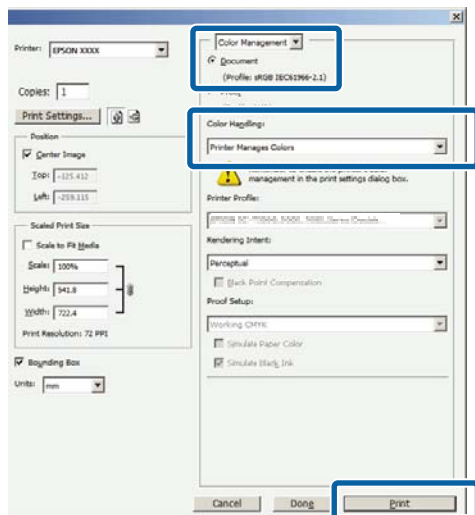 Printer: EPSON XXXX
Copies: 1
Print Settings...
Position
Center Image
Top: -125.412
Left: -259.115
Scaled Print Size
Scale to Fit Media
Scale: 100%
Height: 541.8
Width: 722.4
Print Resolution: 72 PPI
Bounding Box
Units: mm
Color Management
Document
(Profile: sRGB IEC61966-2.1)
Color Handling:
Printer Manages Colors
management in the print settings dialog box.
Printer Profile:
Rendering Intent:
Perceptual
Black Point Compensation
Proof Setup:
Working CMYK
Simulate Paper Color
Simulate Black Ink
Cancel
Done
Print